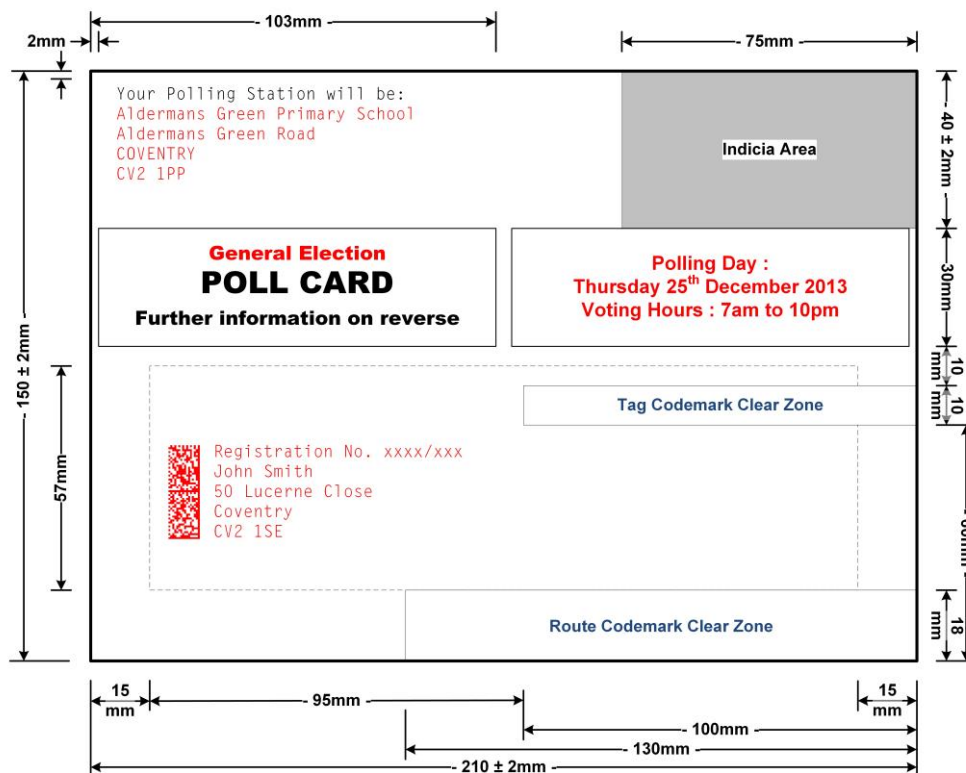 - 103mm -
2mm
- 75mm -
Your Polling Station will be:
Aldermans Green Primary School
Aldermans Green Road
COVENTRY
CV2 1PP
Indicia Area
- 40 ± 2mm -
General Election
POLL CARD
Further information on reverse
Polling Day :
Thursday 25th December 2013
Voting Hours : 7am to 10pm
30mm
- 150 ± 2mm -
10
mm
10
mm
Tag Codemark Clear Zone
57mm
Registration No. xxxx/xxx
John Smith
50 Lucerne Close
Coventry
CV2 1SE
Route Codemark Clear Zone
18
mm
15
mm
- 95mm -
15
mm
- 100mm -
- 130mm -
- 210 ± 2mm -